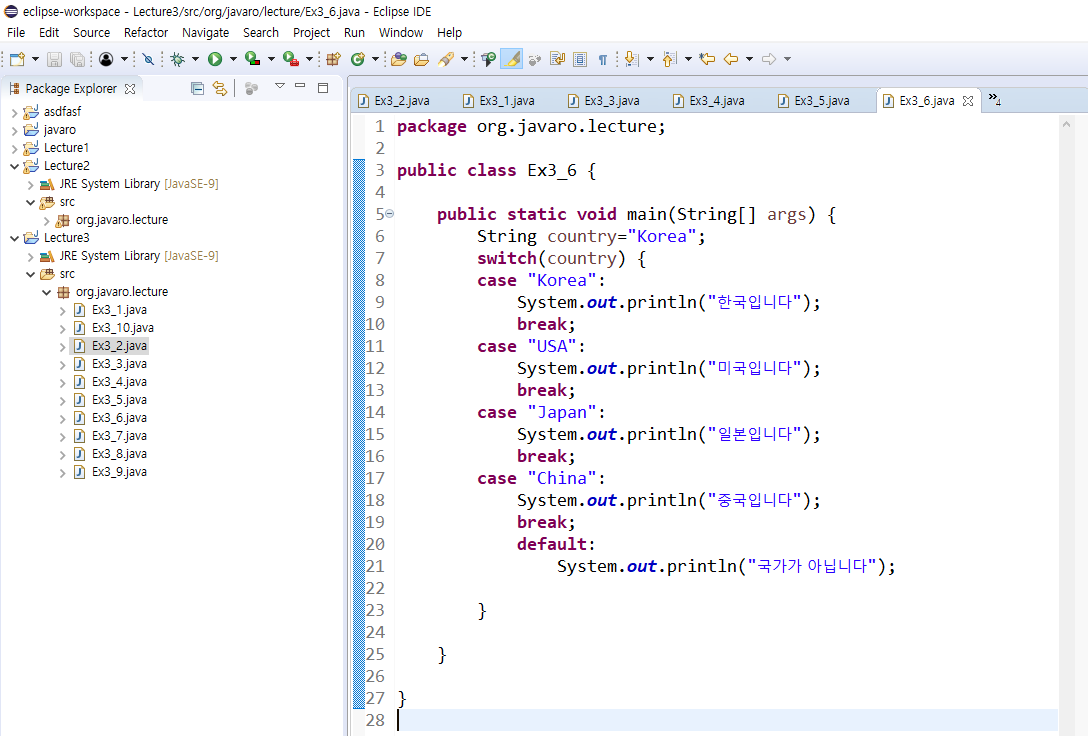 eclipse-workspace - Lecture3/src/org/javaro/lecture/Ex3_6.java - Eclipse IDE
File Edit Source Refactor Navigate Search Project Run Window Help
Package Explorer
asdfasf
javaro
Lecture1
Lecture2
JRE System Library [JavaSE-9]
src
org.javaro.lecture
Lecture3
JRE System Library [JavaSE-9]
src
org.javaro.lecture
Ex3_1.java
Ex3_10.java
Ex3_2.java
Ex3_3.java
Ex3_4.java
Ex3_5.java
Ex3_6.java
Ex3_7.java
Ex3_8.java
Ex3_9.java
Ex3_2.java Ex3_1.java Ex3_3.java Ex3_4.java Ex3_5.java Ex3_6.java »4
1 package org.javaro.lecture;
2
3 public class Ex3_6 {
4
5 public static void main(String[] args) {
6 String country="Korea";
7 switch(country) {
8 case "Korea":
9 System.out.println("한국입니다");
10 break;
11 case "USA":
12 System.out.println("미국입니다");
13 break;
14 case "Japan":
15 System.out.println("일본입니다");
16 break;
17 case "China":
18 System.out.println("중국입니다");
19 break;
20 default:
21 System.out.println("국가가 아닙니다");
22
23 }
24
25 }
26
27 }
28